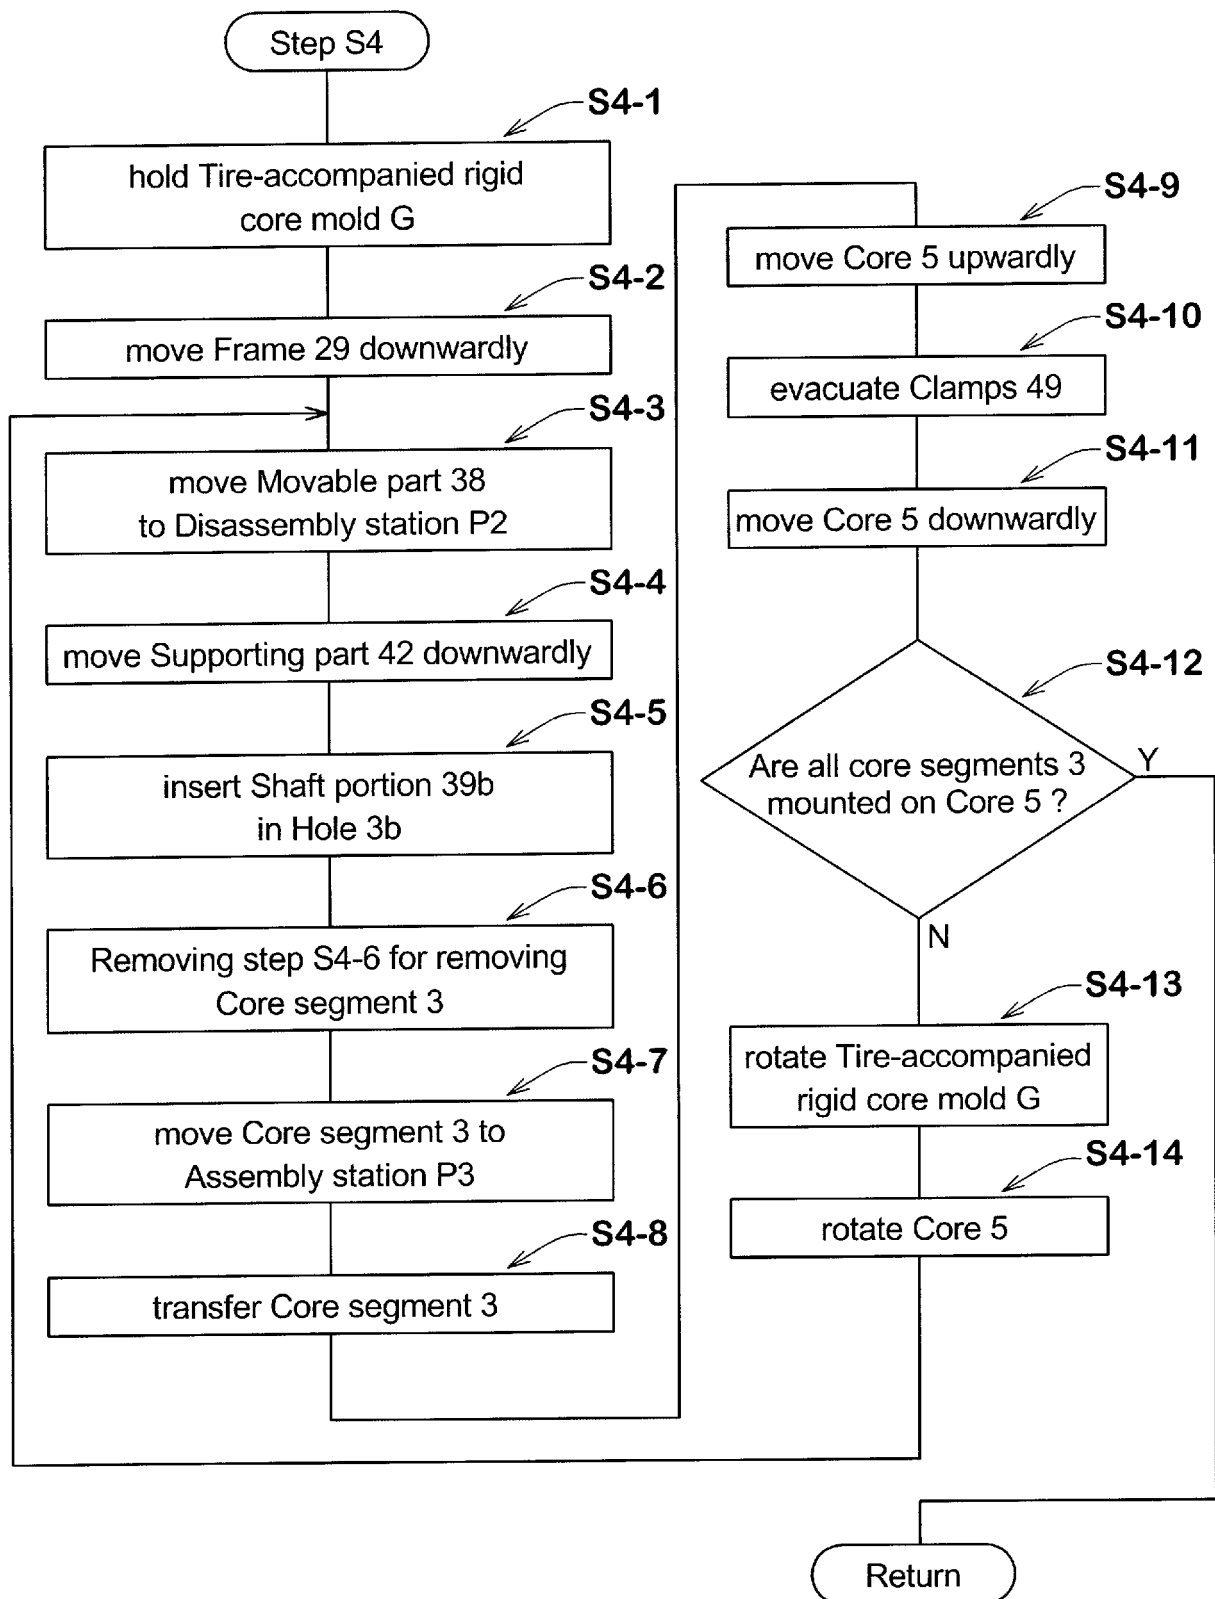 Step S4
S4-1
hold Tire-accompanied rigid
core mold G
S4-2
move Frame 29 downwardly
S4-3
move Movable part 38
to Disassembly station P2
S4-4
move Supporting part 42 downwardly
S4-5
insert Shaft portion 39b
in Hole 3b
S4-6
Removing step S4-6 for removing
Core segment 3
S4-7
move Core segment 3 to
Assembly station P3
S4-8
transfer Core segment 3
S4-9
move Core 5 upwardly
S4-10
evacuate Clamps 49
S4-11
move Core 5 downwardly
S4-12
Are all core segments 3
mounted on Core 5 ?
Y
N
S4-13
rotate Tire-accompanied
rigid core mold G
S4-14
rotate Core 5
Return